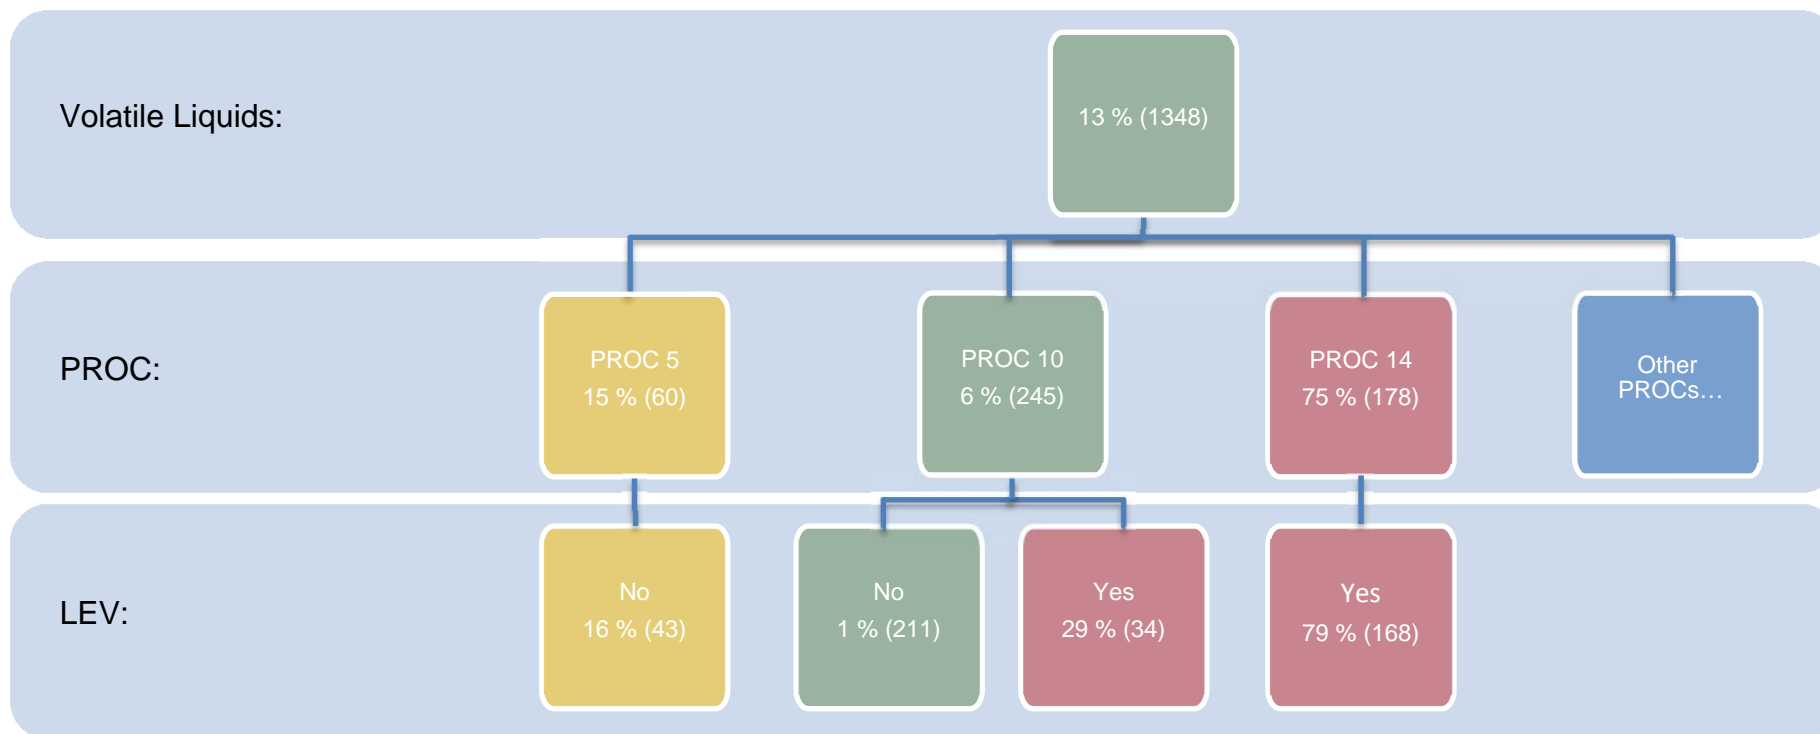 Volatile Liquids:
13 % (1348)
PROC:
PROC 5
15 % (60)
PROC 10
6 % (245)
PROC 14
75 % (178)
Other
PROCs…
LEV:
No
16 % (43)
No
1 % (211)
Yes
29 % (34)
Yes
79 % (168)